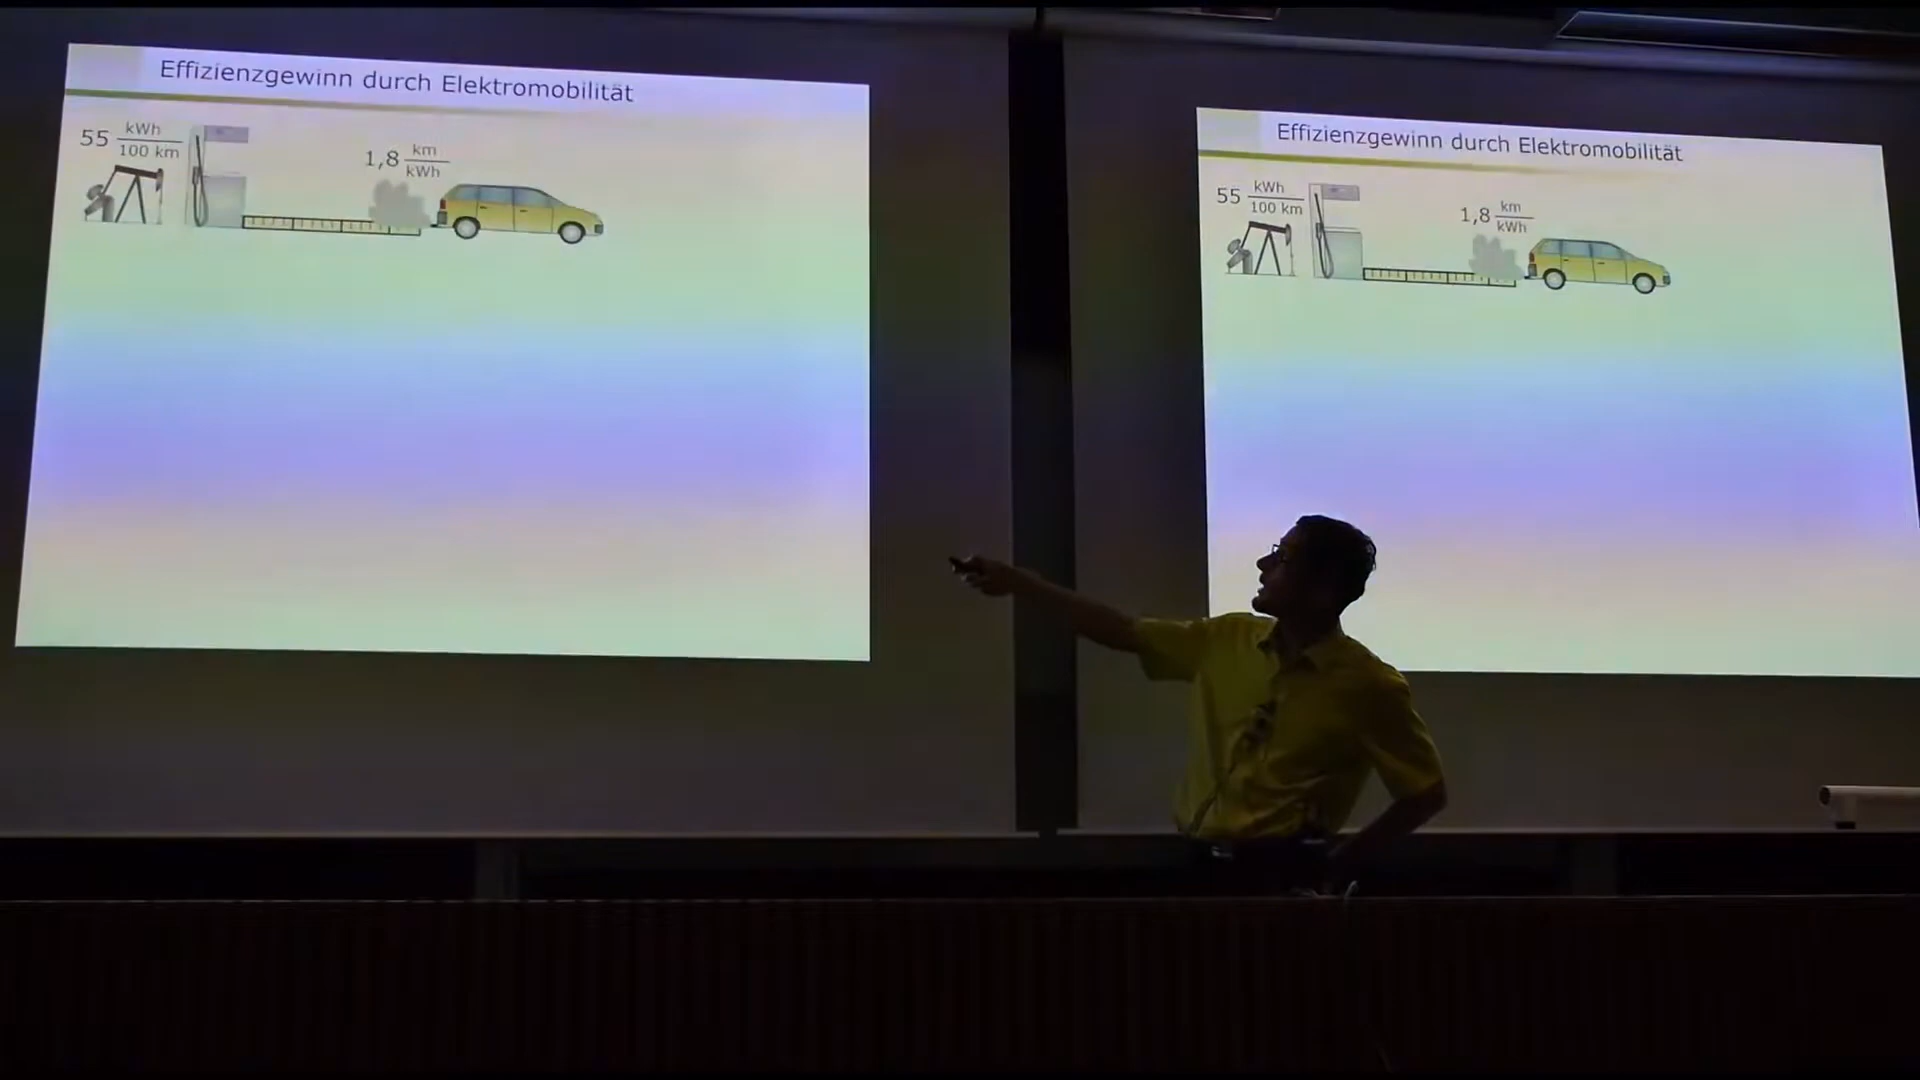 Effizienzgewinn durch Elektromobilität
55 kWh
100 km
1,8 km
kWh
Effizienzgewinn durch Elektromobilität
55 kWh
100 km
1,8 km
kWh